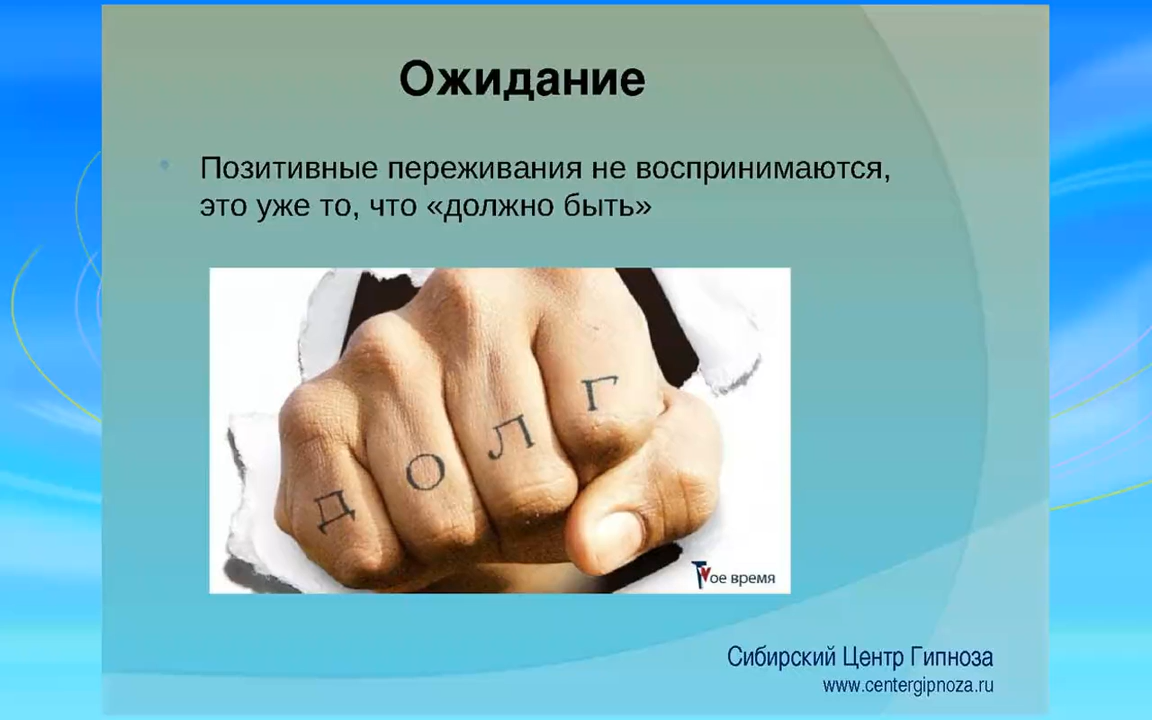 Ожидание
Позитивные переживания не воспринимаются,
это уже то, что «должно быть»
ДОЛГ
Tvое время
Сибирский Центр Гипноза
www.centergipnoza.ru